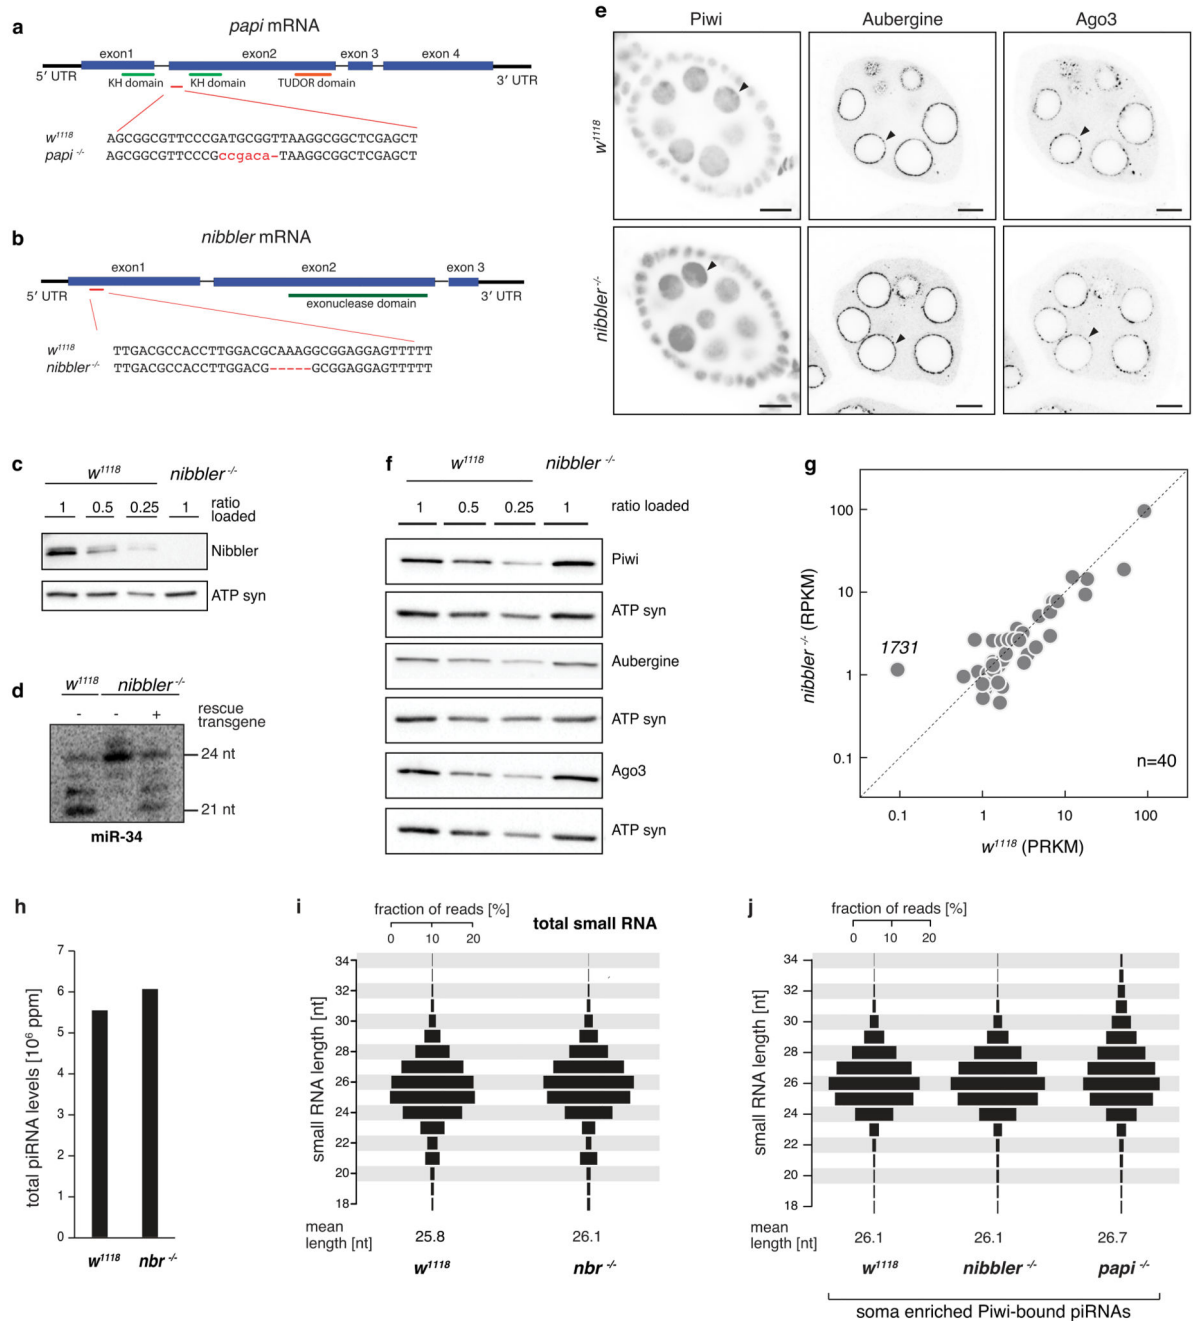 a
papi mRNA
exon1 exon2 exon 3 exon 4
5′ UTR KH domain KH domain TUDOR domain 3′ UTR
w1118 AGCGGCGTTCCCGATGCGGTTAAGGCGGCTCGAGCT
papi -/- AGCGGCGTTCCCGccgaca-TAAGGCGGCTCGAGCT
b
nibbler mRNA
exon1 exon2 exon 3
5′ UTR exonuclease domain 3′ UTR
w1118 TTGACGCCACCTTGGACGCAAAGGCGGAGGAGTTTTT
nibbler -/- TTGACGCCACCTTGGACG-----GCGGAGGAGTTTTT
c
w1118 nibbler -/-
1 0.5 0.25 1 ratio loaded
Nibbler
ATP syn
d
w1118 nibbler -/-
- - + rescue transgene
24 nt
21 nt
miR-34
e
Piwi Aubergine Ago3
w1118
nibbler -/-
f
w1118 nibbler -/-
1 0.5 0.25 1 ratio loaded
Piwi
ATP syn
Aubergine
ATP syn
Ago3
ATP syn
g
nibbler -/- (RPKM)
100
10
1
0.1
1731
n=40
0.1 1 10 100
w1118 (PRKM)
h
total piRNA levels [10⁶ ppm]
7
6
5
4
3
2
1
0
w1118 nbr -/-
i
fraction of reads [%]
0 10 20
total small RNA
small RNA length [nt]
34
32
30
28
26
24
22
20
18
mean length [nt] 25.8 26.1
w1118 nbr -/-
j
fraction of reads [%]
0 10 20
small RNA length [nt]
34
32
30
28
26
24
22
20
18
mean length [nt] 26.1 26.1 26.7
w1118 nibbler -/- papi -/-
soma enriched Piwi-bound piRNAs